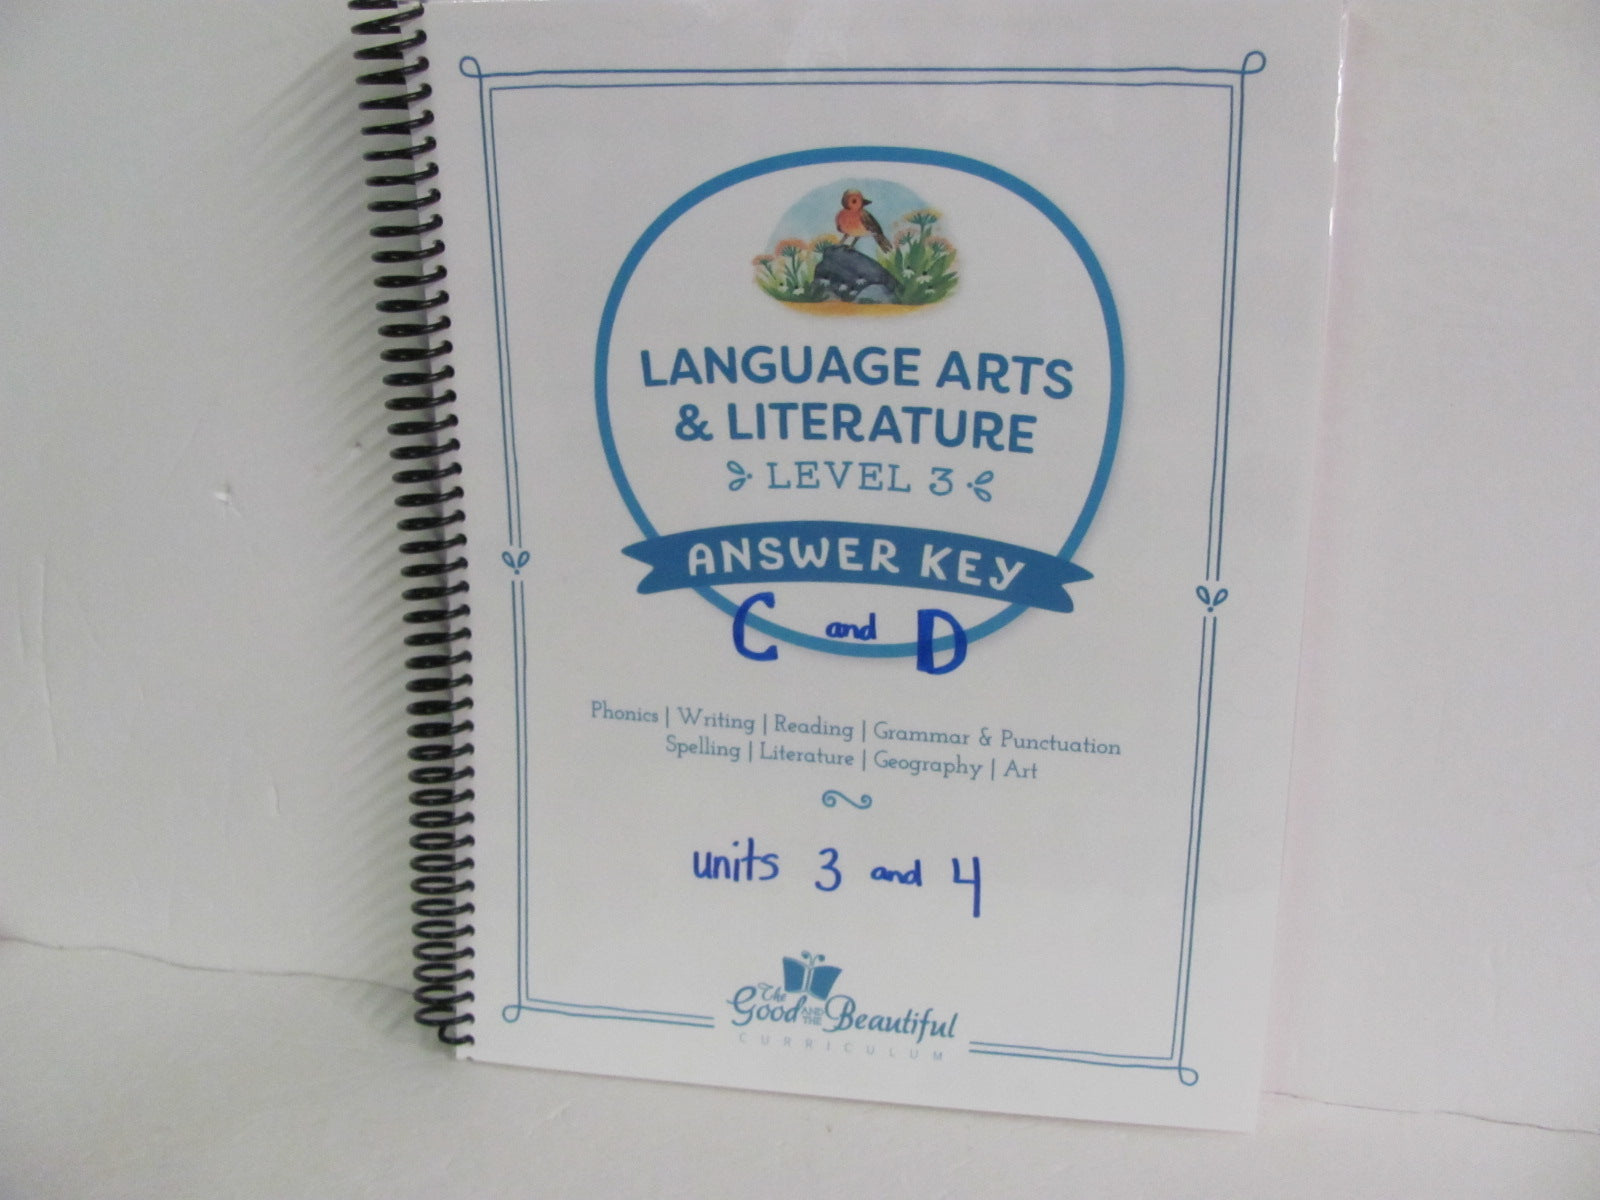 LANGUAGE ARTS
& LITERATURE
LEVEL 3
ANSWER KEY
C and D
Phonics | Writing | Reading | Grammar & Punctuation
Spelling | Literature | Geography | Art
units 3 and 4
The
Good AND THE Beautiful
CURRICULUM